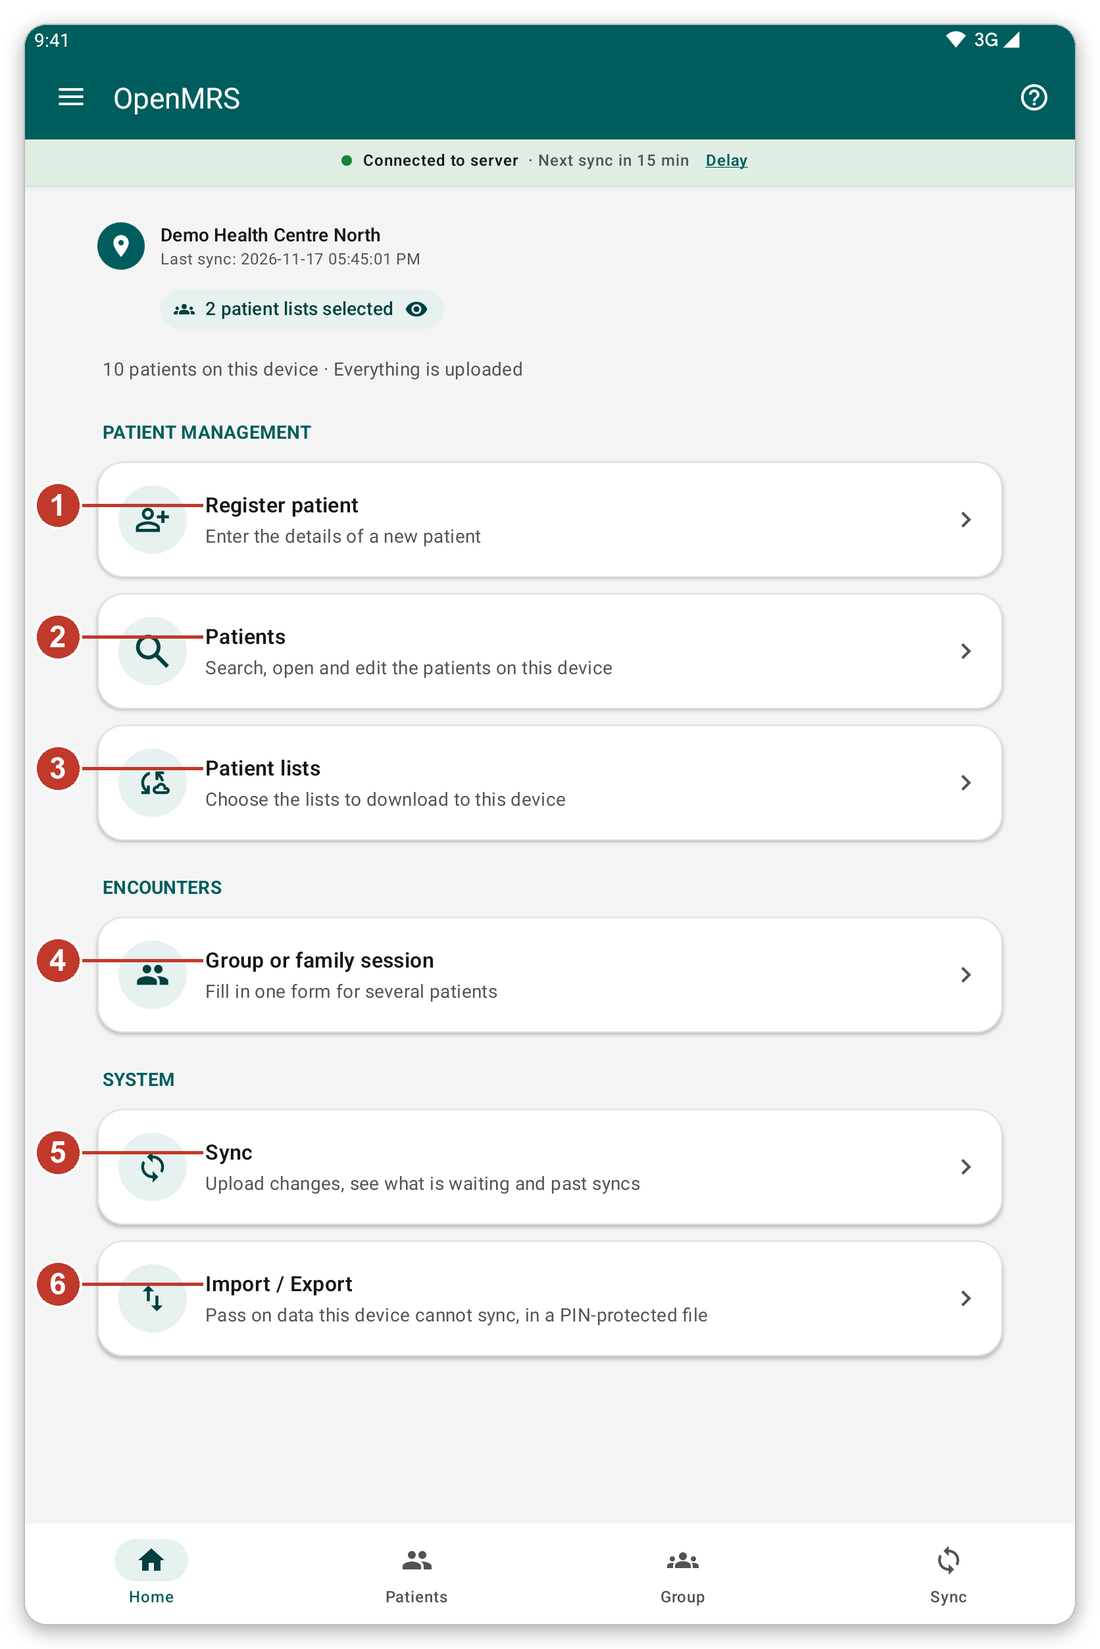 9:41
3G
OpenMRS
Connected to server · Next sync in 15 min Delay
Demo Health Centre North
Last sync: 2026-11-17 05:45:01 PM
2 patient lists selected
10 patients on this device · Everything is uploaded
PATIENT MANAGEMENT
1
Register patient
Enter the details of a new patient
2
Patients
Search, open and edit the patients on this device
3
Patient lists
Choose the lists to download to this device
ENCOUNTERS
4
Group or family session
Fill in one form for several patients
SYSTEM
5
Sync
Upload changes, see what is waiting and past syncs
6
Import / Export
Pass on data this device cannot sync, in a PIN-protected file
Home
Patients
Group
Sync